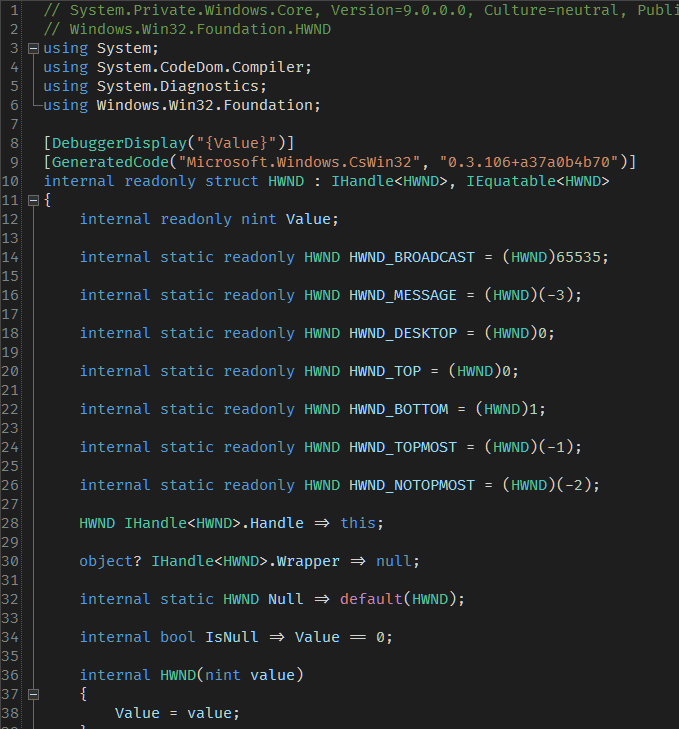 1 // System.Private.Windows.Core, Version=9.0.0.0, Culture=neutral,
2 // Windows.Win32.Foundation.HWND
3 using System;
4 using System.CodeDom.Compiler;
5 using System.Diagnostics;
6 using Windows.Win32.Foundation;
7
8 [DebuggerDisplay("{Value}")]
9 [GeneratedCode("Microsoft.Windows.CsWin32", "0.3.106+a37a0b4b70")]
10 internal readonly struct HWND : IHandle<HWND>, IEquatable<HWND>
11 {
12 internal readonly nint Value;
13
14 internal static readonly HWND HWND_BROADCAST = (HWND)65535;
15
16 internal static readonly HWND HWND_MESSAGE = (HWND)(-3);
17
18 internal static readonly HWND HWND_DESKTOP = (HWND)0;
19
20 internal static readonly HWND HWND_TOP = (HWND)0;
21
22 internal static readonly HWND HWND_BOTTOM = (HWND)1;
23
24 internal static readonly HWND HWND_TOPMOST = (HWND)(-1);
25
26 internal static readonly HWND HWND_NOTOPMOST = (HWND)(-2);
27
28 HWND IHandle<HWND>.Handle => this;
29
30 object? IHandle<HWND>.Wrapper => null;
31
32 internal static HWND Null => default(HWND);
33
34 internal bool IsNull => Value == 0;
35
36 internal HWND(nint value)
37 {
38 Value = value;